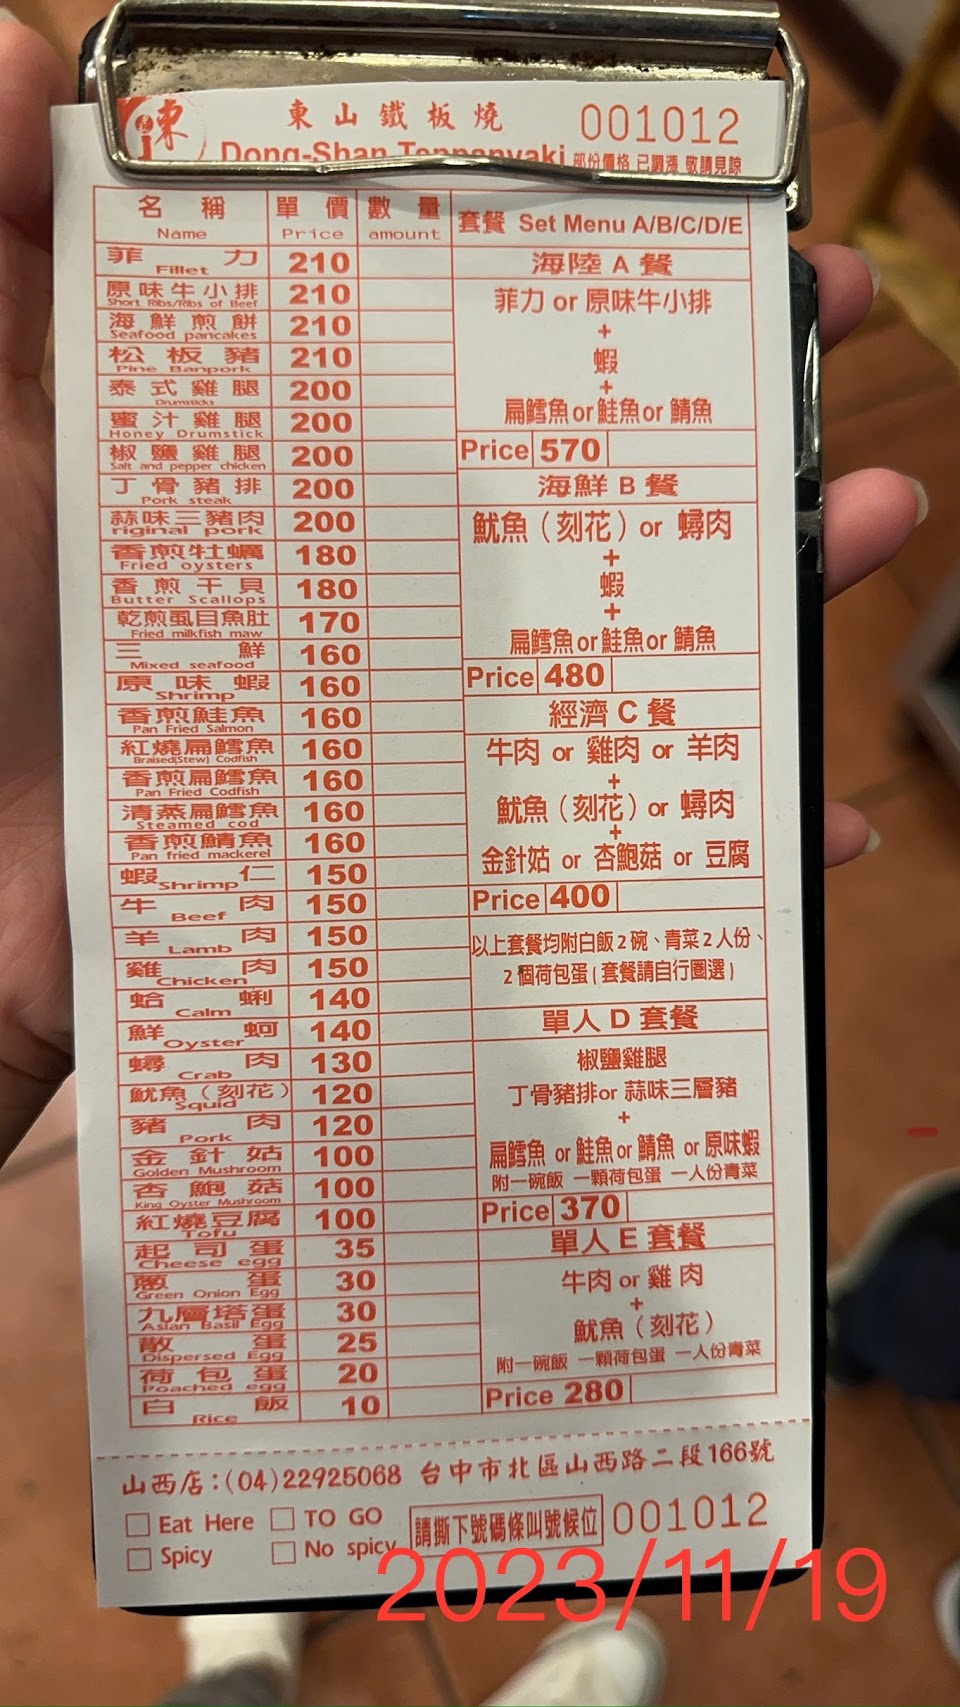 東
東山鐵板燒
001012
Dong-Shan Teppanyaki
部份價格 已調漲 敬請見諒
名稱 單價 數量
Name Price amount
菲力 210
Fillet
原味牛小排 210
Short Ribs/Ribs of Beef
海鮮煎餅 210
Seafood pancakes
松板豬 210
Pine Banpork
泰式雞腿 200
Drumsticks
蜜汁雞腿 200
Honey Drumstick
椒鹽雞腿 200
Salt and pepper chicken
丁骨豬排 200
Pork steak
蒜味三豬肉 200
riginal pork
香煎牡蠣 180
Fried oysters
香煎干貝 180
Butter Scallops
乾煎虱目魚肚 170
Fried milkfish maw
三鮮 160
Mixed seafood
原味蝦 160
Shrimp
香煎鮭魚 160
Pan Fried Salmon
紅燒扁鱈魚 160
Braised(Stew) Codfish
香煎扁鱈魚 160
Pan Fried Codfish
清蒸扁鱈魚 160
Steamed cod
香煎鯖魚 160
Pan fried mackerel
蝦仁 150
Shrimp
牛肉 150
Beef
羊肉 150
Lamb
雞肉 150
Chicken
蛤蜊 140
Calm
鮮蚵 140
Oyster
蟳肉 130
Crab
魷魚（刻花） 120
Squid
豬肉 120
Pork
金針菇 100
Golden Mushroom
杏鮑菇 100
King Oyster Mushroom
紅燒豆腐 100
Tofu
起司蛋 35
Cheese egg
蔥蛋 30
Green Onion Egg
九層塔蛋 30
Asian Basil Egg
散蛋 25
Dispersed Egg
荷包蛋 20
Poached egg
白飯 10
Rice
套餐 Set Menu A/B/C/D/E
海陸 A 餐
菲力 or 原味牛小排
+
蝦
+
扁鱈魚or鮭魚or鯖魚
Price 570
海鮮 B 餐
魷魚（刻花）or 蟳肉
+
蝦
+
扁鱈魚or鮭魚or鯖魚
Price 480
經濟 C 餐
牛肉 or 雞肉 or 羊肉
+
魷魚（刻花）or 蟳肉
+
金針菇 or 杏鮑菇 or 豆腐
Price 400
以上套餐均附白飯2碗、青菜2人份、
2個荷包蛋(套餐請自行圈選)
單人 D 套餐
椒鹽雞腿
丁骨豬排or 蒜味三層豬
+
扁鱈魚 or 鮭魚or 鯖魚 or 原味蝦
附一碗飯 一顆荷包蛋 一人份青菜
Price 370
單人 E 套餐
牛肉 or 雞肉
+
魷魚（刻花）
附一碗飯 一顆荷包蛋 一人份青菜
Price 280
山西店:(04)22925068 台中市北區山西路二段166號
Eat Here TO GO
Spicy No spicy
請撕下號碼條叫號候位
001012
2023/11/19